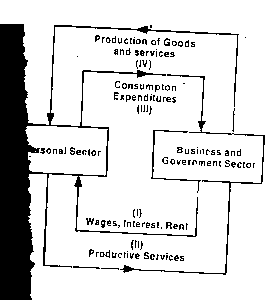 Production of Goods
and services
(IV)
Consumpton
Expenditures
(III)
ersonal Sector
Business and
Government Sector
(I)
Wages, Interest, Rent
(II)
Productive Services